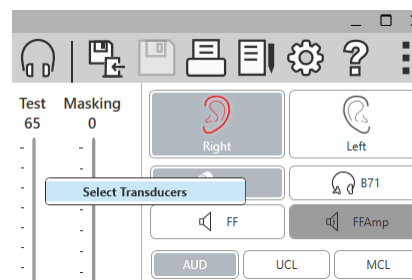 Test Masking
65 0
Right Left
Select Transducers
B71
FF FFAmp
AUD UCL MCL